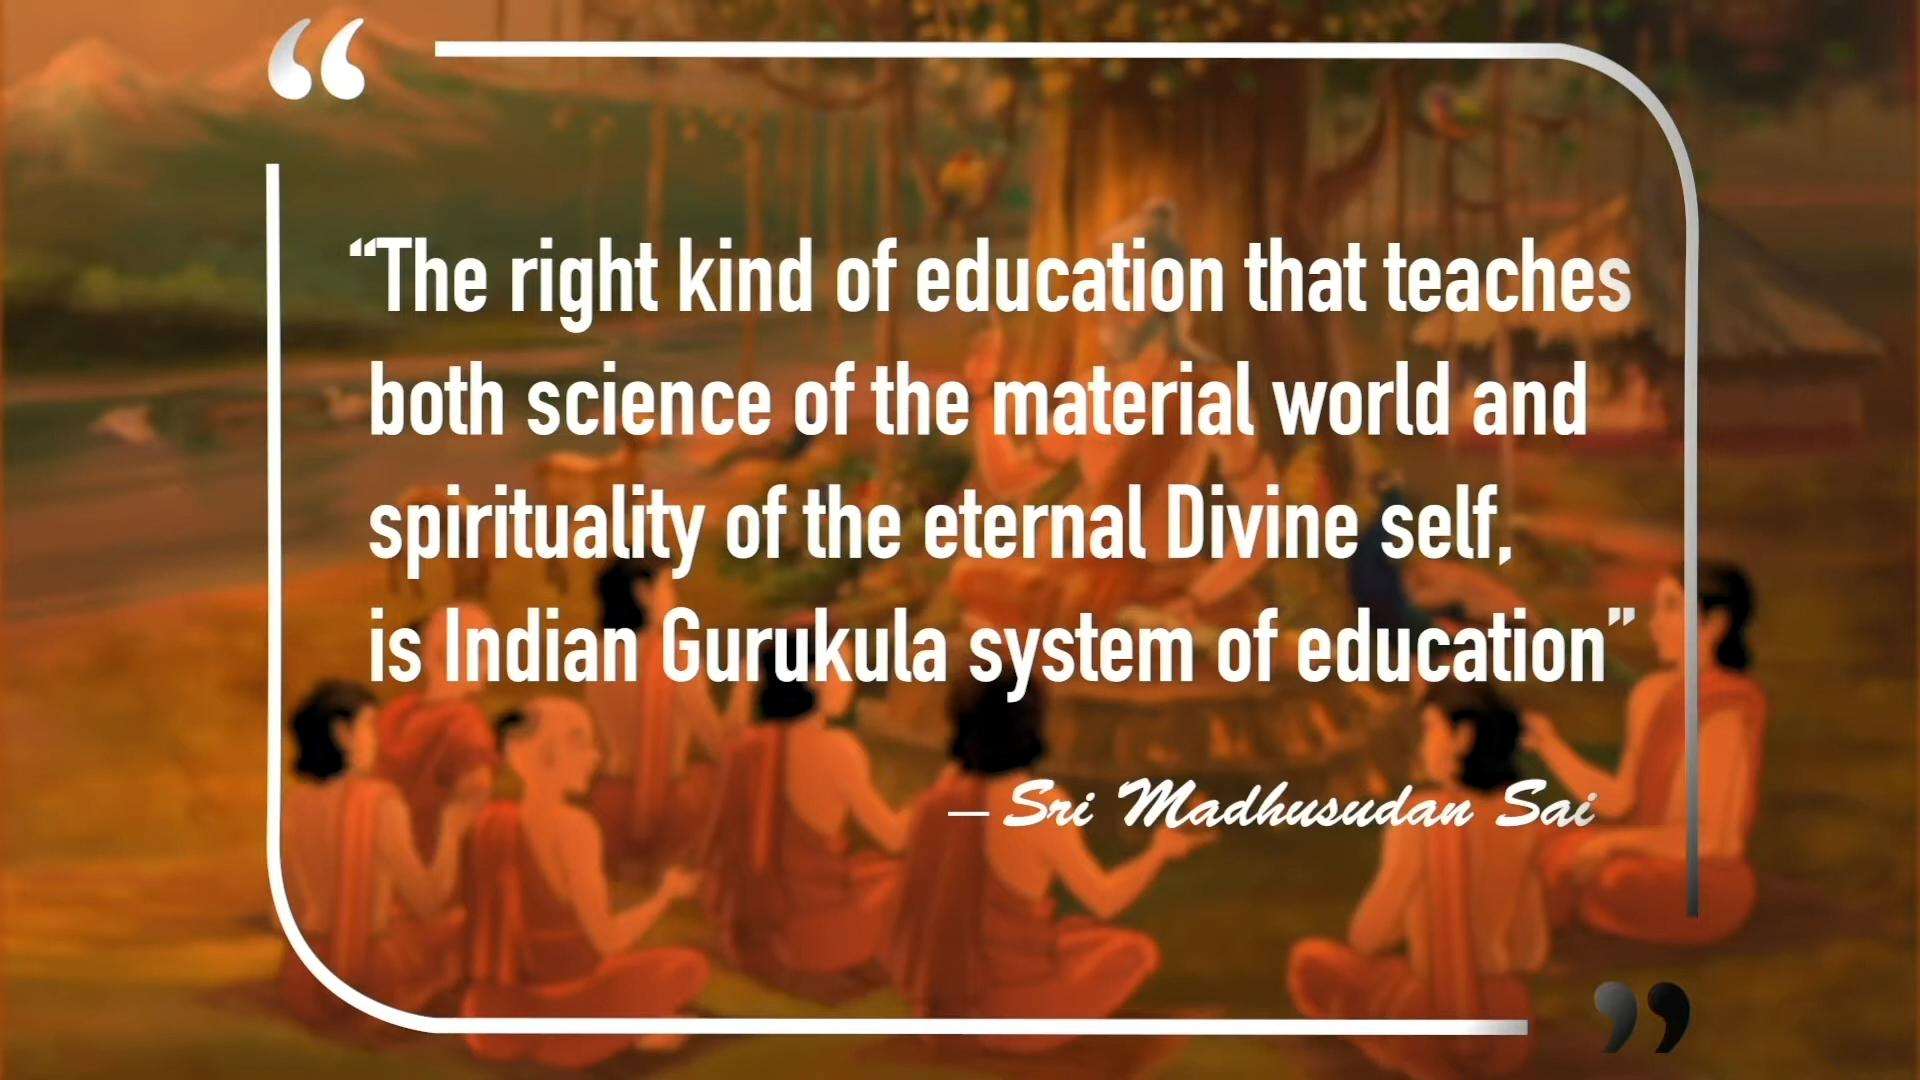 “The right kind of education that teaches
both science of the material world and
spirituality of the eternal Divine self,
is Indian Gurukula system of education”
— Sri Madhusudan Sai